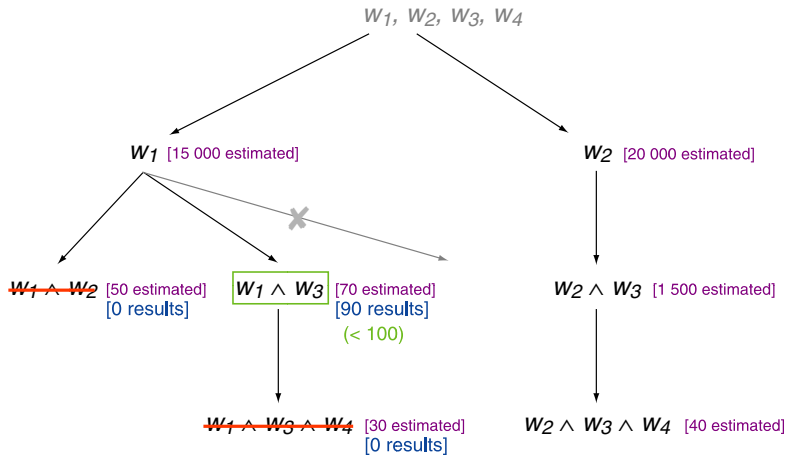 w1, w2, w3, w4
w1 [15 000 estimated]
w2 [20 000 estimated]
w1 ∧ w2 [50 estimated]
[0 results]
w1 ∧ w3 [70 estimated]
[90 results]
(< 100)
w2 ∧ w3 [1 500 estimated]
w1 ∧ w3 ∧ w4 [30 estimated]
[0 results]
w2 ∧ w3 ∧ w4 [40 estimated]